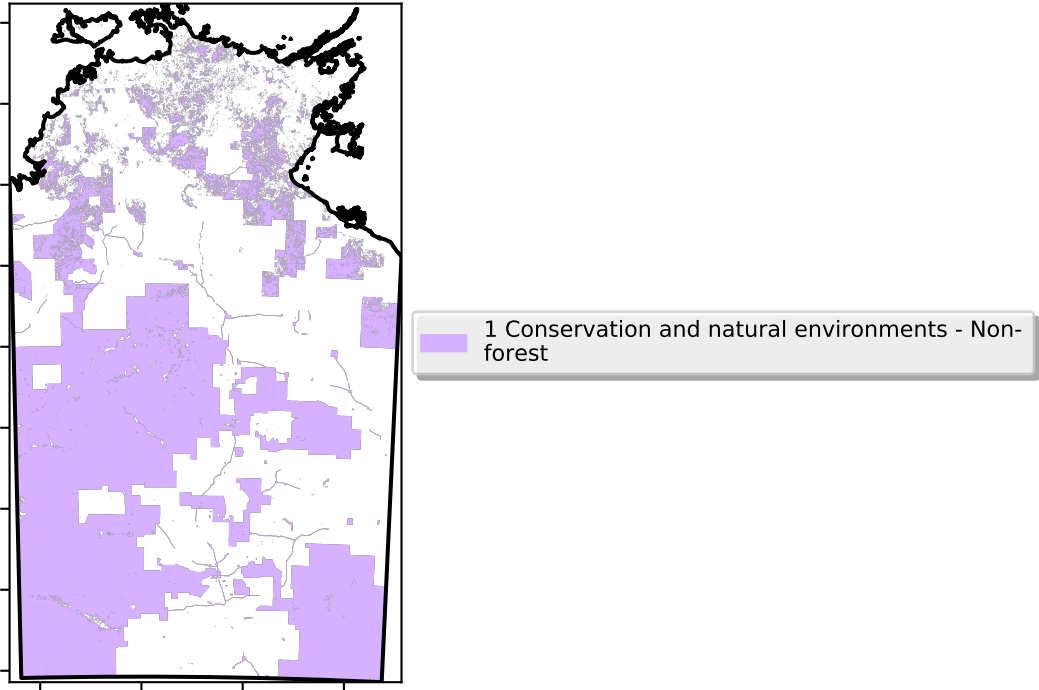 1 Conservation and natural environments - Non-
forest